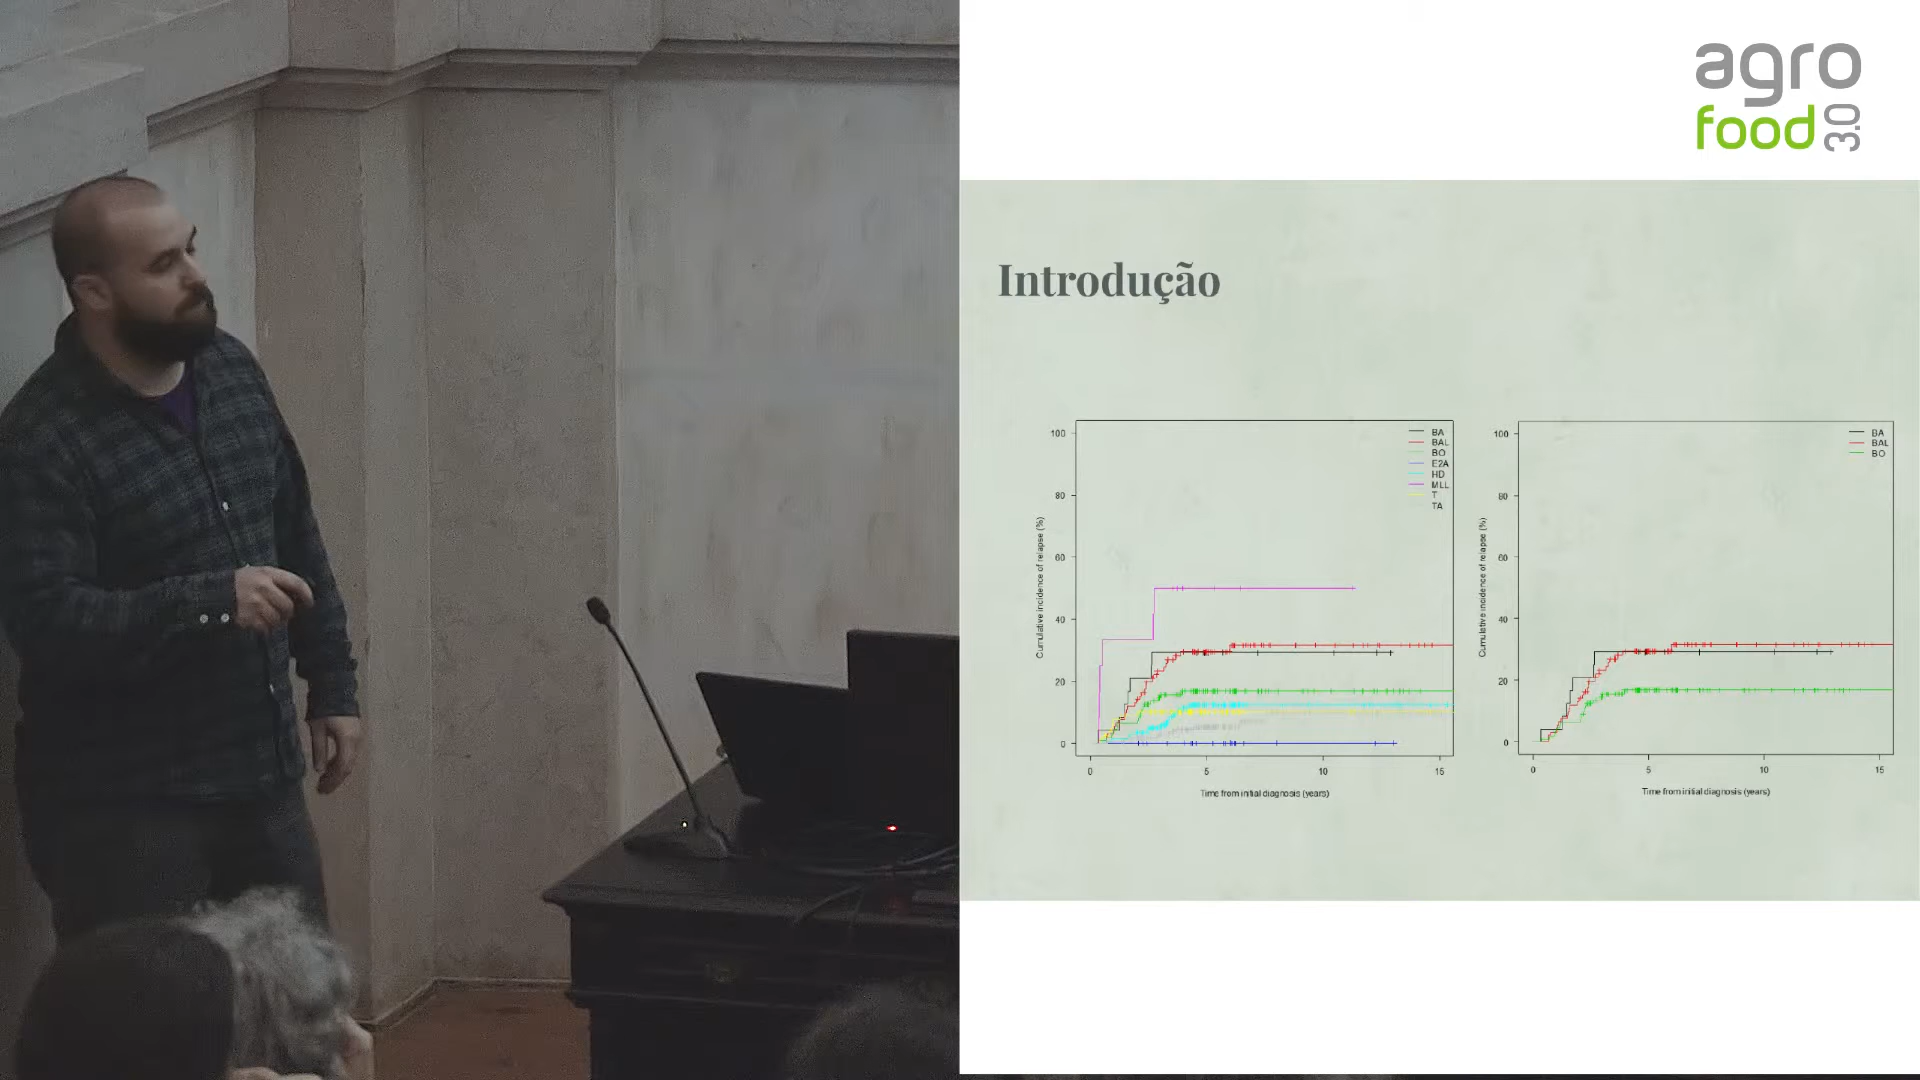 agro
food 3.0
Introdução
100
80
60
40
20
0
Cumulative incidence of relapse (%)
0 5 10 15
Time from initial diagnosis (years)
BA
BAL
BO
E2A
HD
MLL
T
TA
100
80
60
40
20
0
Cumulative incidence of relapse (%)
0 5 10 15
Time from initial diagnosis (years)
BA
BAL
BO